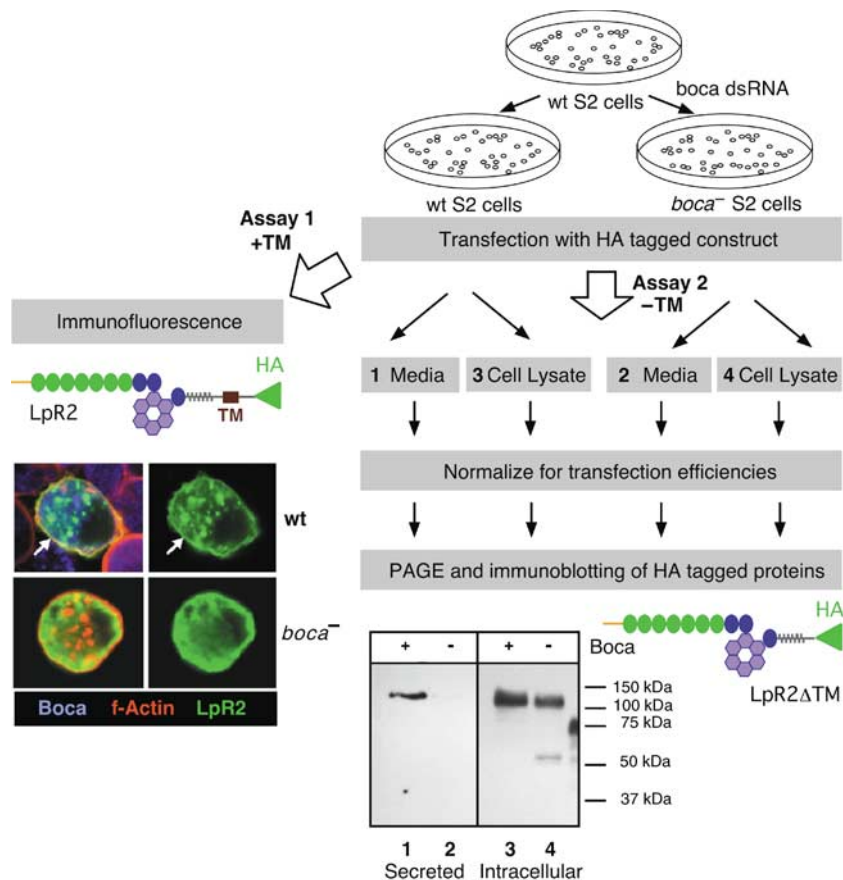 boca dsRNA
wt S2 cells
wt S2 cells
boca⁻ S2 cells
Assay 1
+TM
Transfection with HA tagged construct
Assay 2
–TM
Immunofluorescence
HA
LpR2
TM
1 Media
3 Cell Lysate
2 Media
4 Cell Lysate
Normalize for transfection efficiencies
wt
boca⁻
Boca f-Actin LpR2
PAGE and immunoblotting of HA tagged proteins
HA
LpR2ΔTM
+ - + - Boca
150 kDa
100 kDa
75 kDa
50 kDa
37 kDa
1 2 3 4
Secreted Intracellular